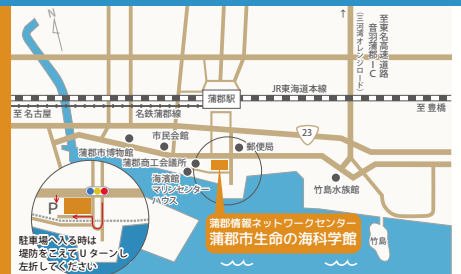 N
↑
至東名高速道路
音羽蒲郡IC
(三河湾オレンジロード)
JR東海道本線
蒲郡駅
至 名古屋
名鉄蒲郡線
至 豊橋
23
市民会館
郵便局
蒲郡市博物館
蒲郡商工会議所
海濱館
マリンセンター
ハウス
竹島水族館
P
蒲郡情報ネットワークセンター
蒲郡市生命の海科学館
竹島
駐車場へ入る時は
堤防をこえてUターンし
左折してください